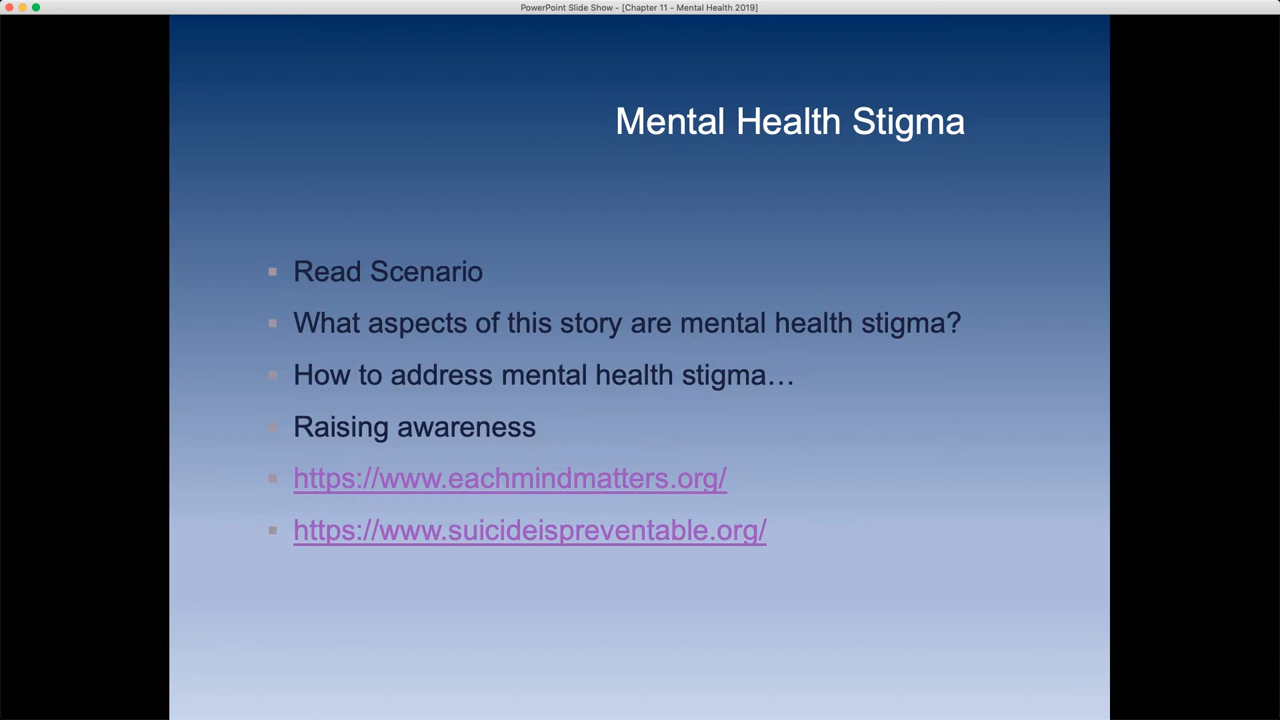 PowerPoint Slide Show - [Chapter 11 - Mental Health 2019]
Mental Health Stigma
Read Scenario
What aspects of this story are mental health stigma?
How to address mental health stigma…
Raising awareness
https://www.eachmindmatters.org/
https://www.suicideispreventable.org/